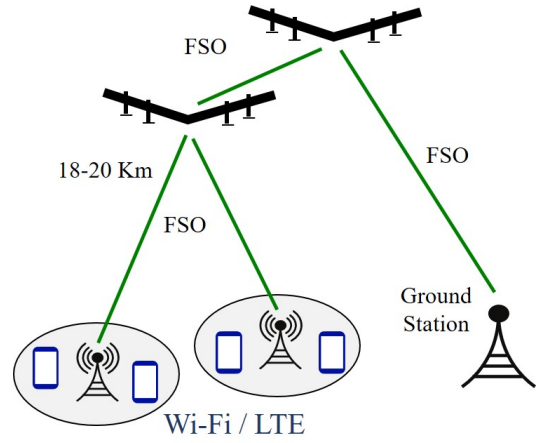 FSO
FSO
18-20 Km
FSO
Ground
Station
Wi-Fi / LTE